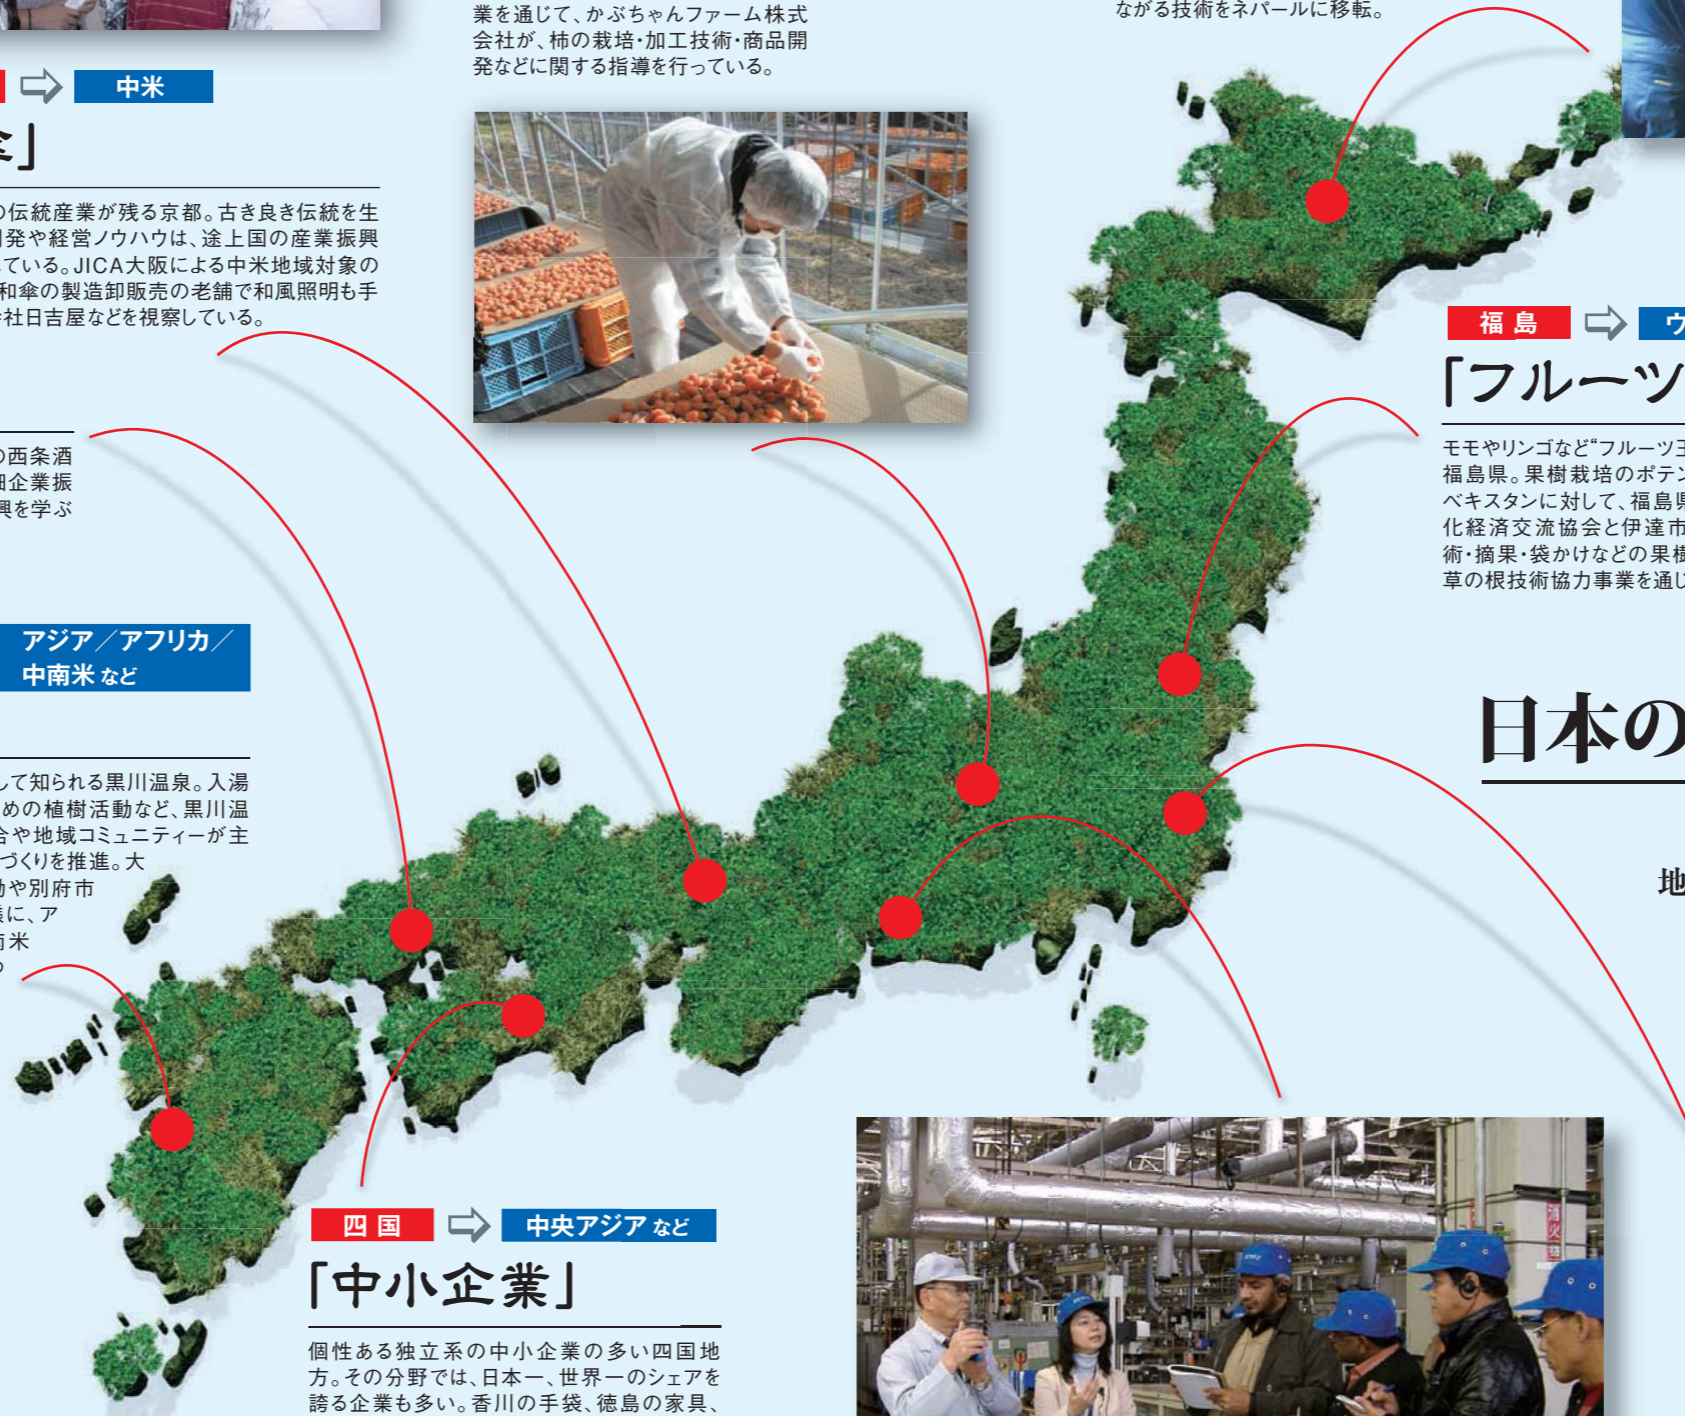 業を通じて、かぶちゃんファーム株式
会社が、柿の栽培・加工技術・商品開
発などに関する指導を行っている。
ながる技術をネパールに移転。
中米
傘」
の伝統産業が残る京都。古き良き伝統を生
開発や経営ノウハウは、途上国の産業振興
ている。JICA大阪による中米地域対象の
和傘の製造卸販売の老舗で和風照明も手
会社日吉屋などを視察している。
の西条酒
細企業振
興を学ぶ
アジア／アフリカ／
中南米 など
して知られる黒川温泉。入湯
めの植樹活動など、黒川温
合や地域コミュニティーが主
づくりを推進。大
動や別府市
様に、ア
南米
福島
ウ
「フルーツ
モモやリンゴなど“フルーツ王
福島県。果樹栽培のポテン
ベキスタンに対して、福島県
化経済交流協会と伊達市
術・摘果・袋かけなどの果樹
草の根技術協力事業を通じ
日本の
地
四国
中央アジア など
「中小企業」
個性ある独立系の中小企業の多い四国地
方。その分野では、日本一、世界一のシェアを
誇る企業も多い。香川の手袋、徳島の家具、
消火栓